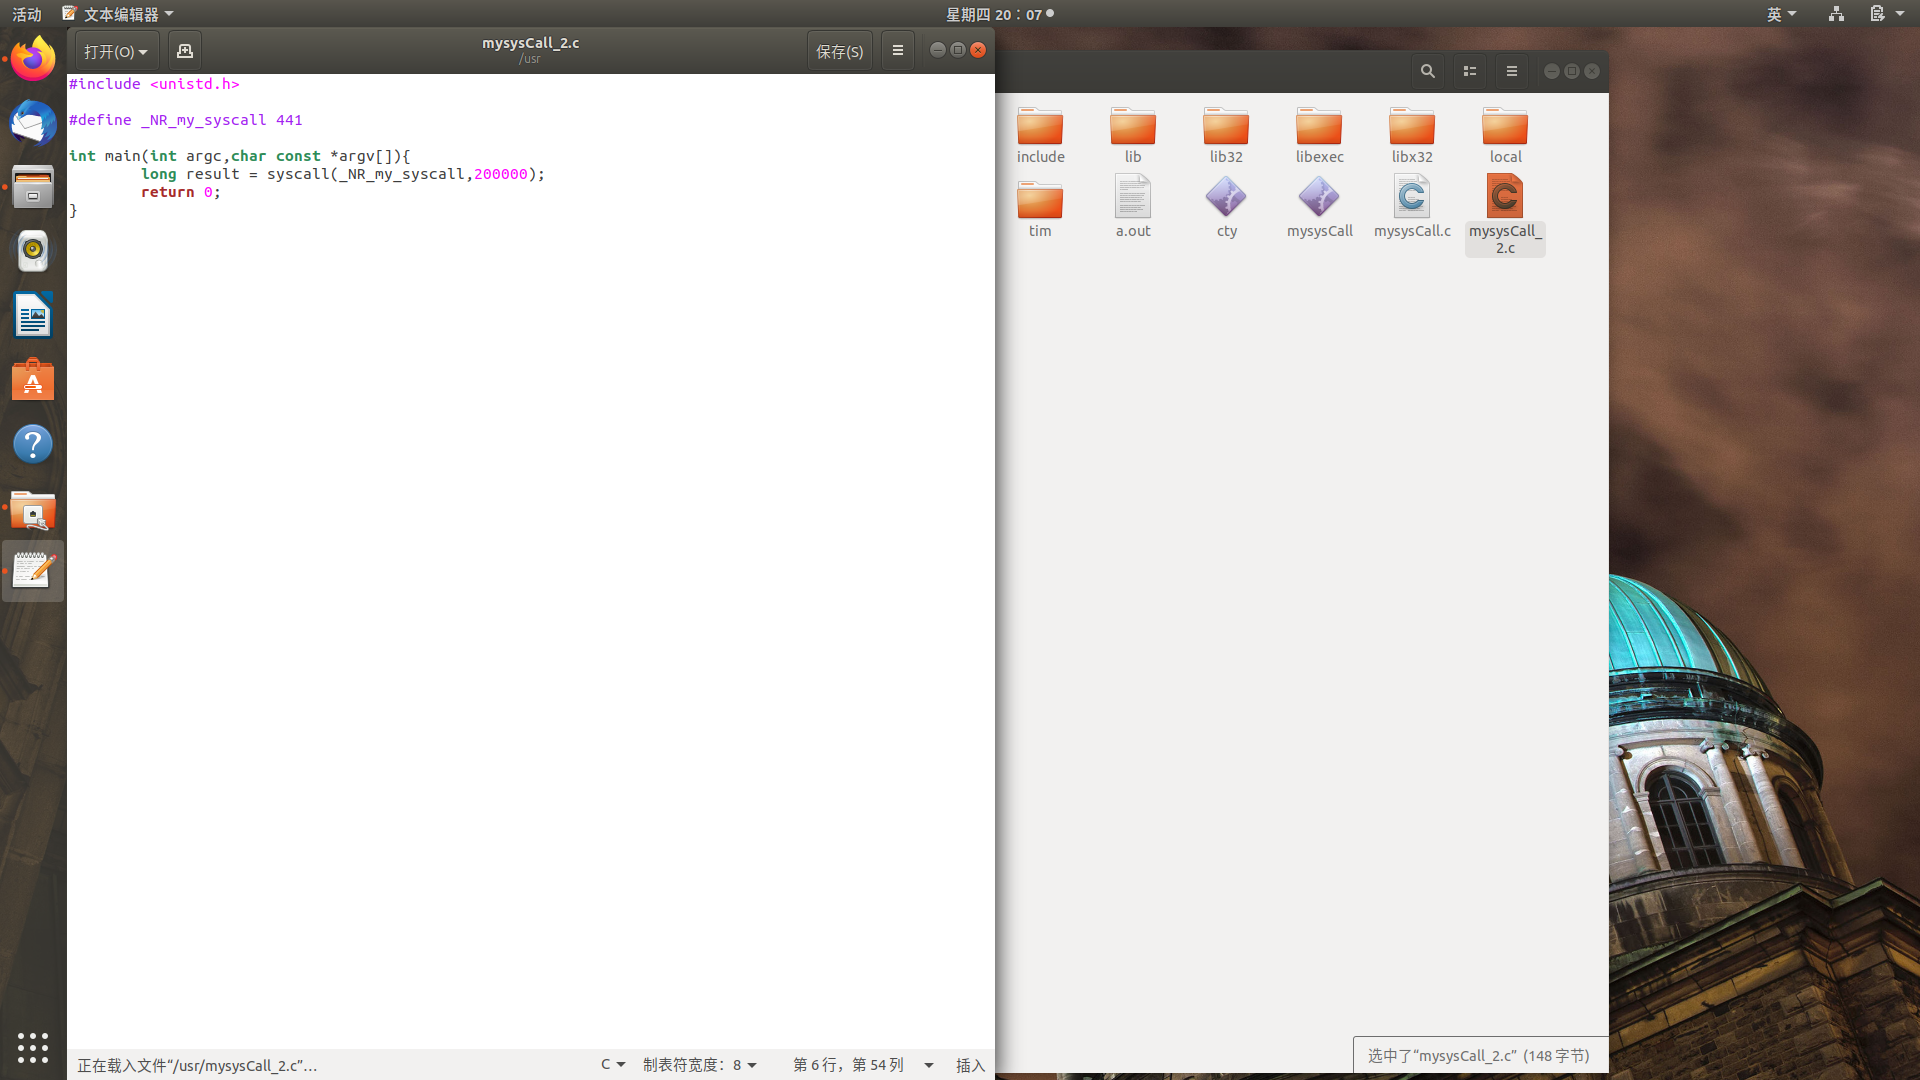 活动
文本编辑器
星期四 20：07
英
打开(O)
mysysCall_2.c
/usr
保存(S)
#include <unistd.h>
#define _NR_my_syscall 441
int main(int argc,char const *argv[]){
long result = syscall(_NR_my_syscall,200000);
return 0;
}
include
lib
lib32
libexec
libx32
local
tim
a.out
cty
mysysCall
mysysCall.c
mysysCall_
2.c
正在载入文件“/usr/mysysCall_2.c”…
C
制表符宽度：8
第 6 行，第 54 列
插入
选中了“mysysCall_2.c” (148 字节)